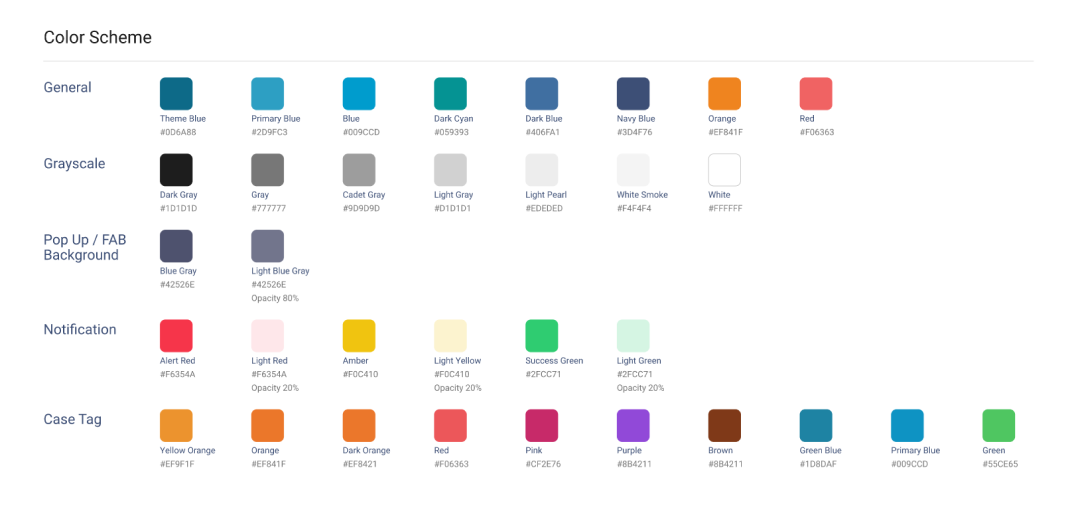 Color Scheme
General
Theme Blue
#0D6A88
Primary Blue
#2D9FC3
Blue
#009CCD
Dark Cyan
#059393
Dark Blue
#406FA1
Navy Blue
#3D4F76
Orange
#EF841F
Red
#F06363
Grayscale
Dark Gray
#1D1D1D
Gray
#777777
Cadet Gray
#9D9D9D
Light Gray
#D1D1D1
Light Pearl
#EDEDED
White Smoke
#F4F4F4
White
#FFFFFF
Pop Up / FAB
Background
Blue Gray
#42526E
Light Blue Gray
#42526E
Opacity 80%
Notification
Alert Red
#F6354A
Light Red
#F6354A
Opacity 20%
Amber
#F0C410
Light Yellow
#F0C410
Opacity 20%
Success Green
#2FCC71
Light Green
#2FCC71
Opacity 20%
Case Tag
Yellow Orange
#EF9F1F
Orange
#EF841F
Dark Orange
#EF8421
Red
#F06363
Pink
#CF2E76
Purple
#8B4211
Brown
#8B4211
Green Blue
#1D8DAF
Primary Blue
#009CCD
Green
#55CE65